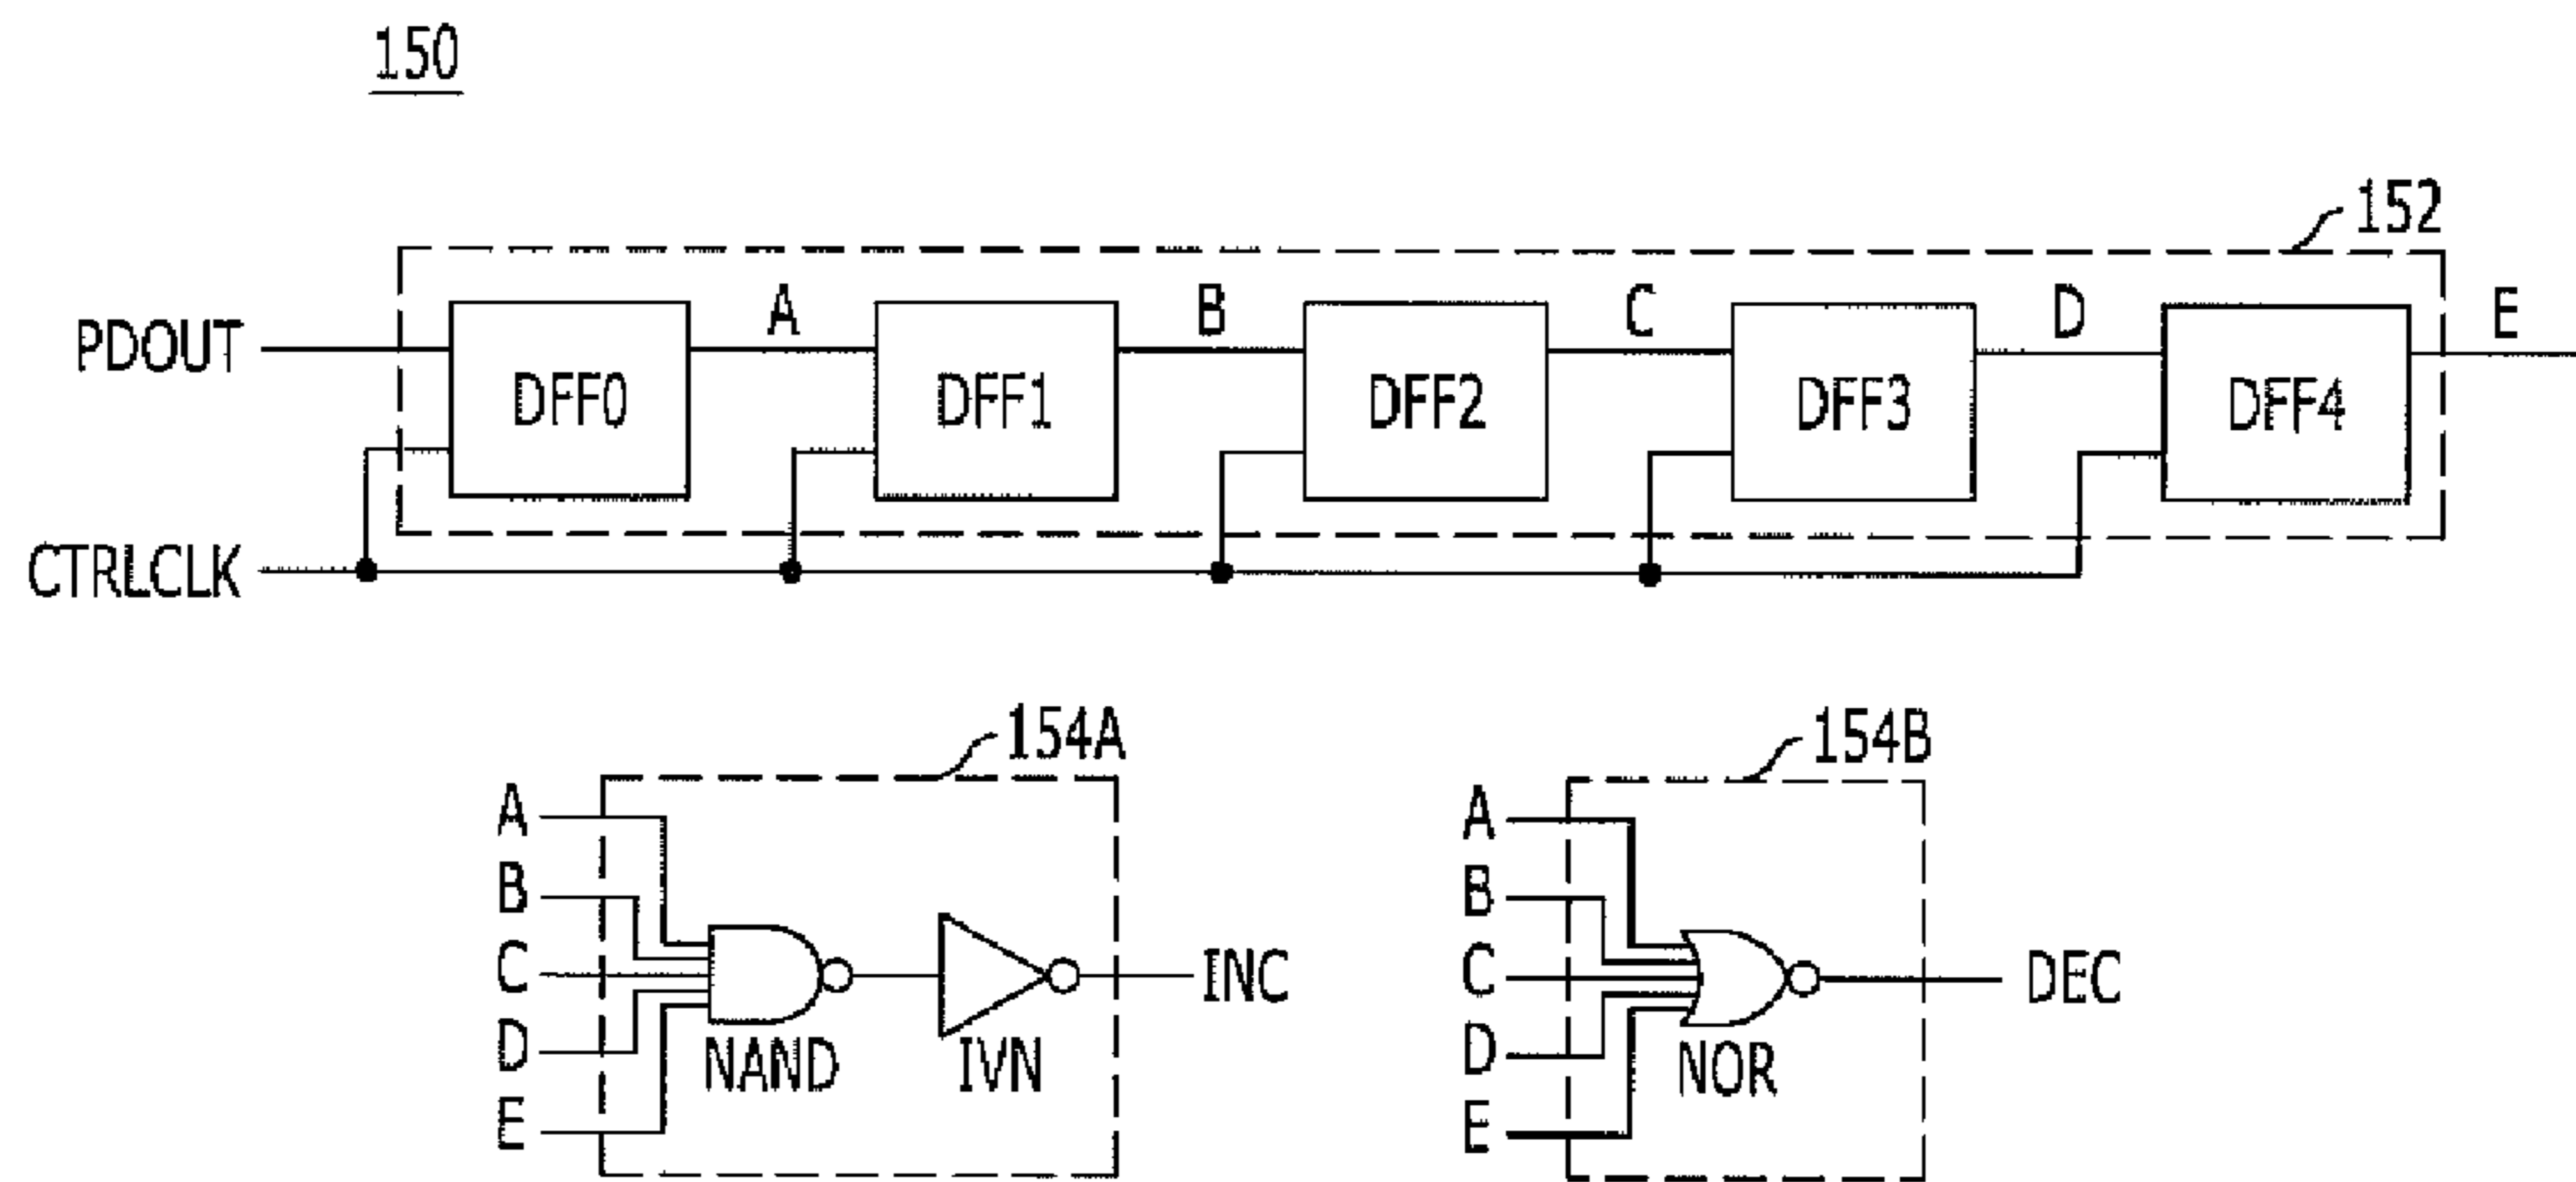 150
152
A B C D E
PDOUT
DFF0 DFF1 DFF2 DFF3 DFF4
CTRLCLK
154A
A
B
C
D
E
NAND
IVN
INC
154B
A
B
C
D
E
NOR
DEC